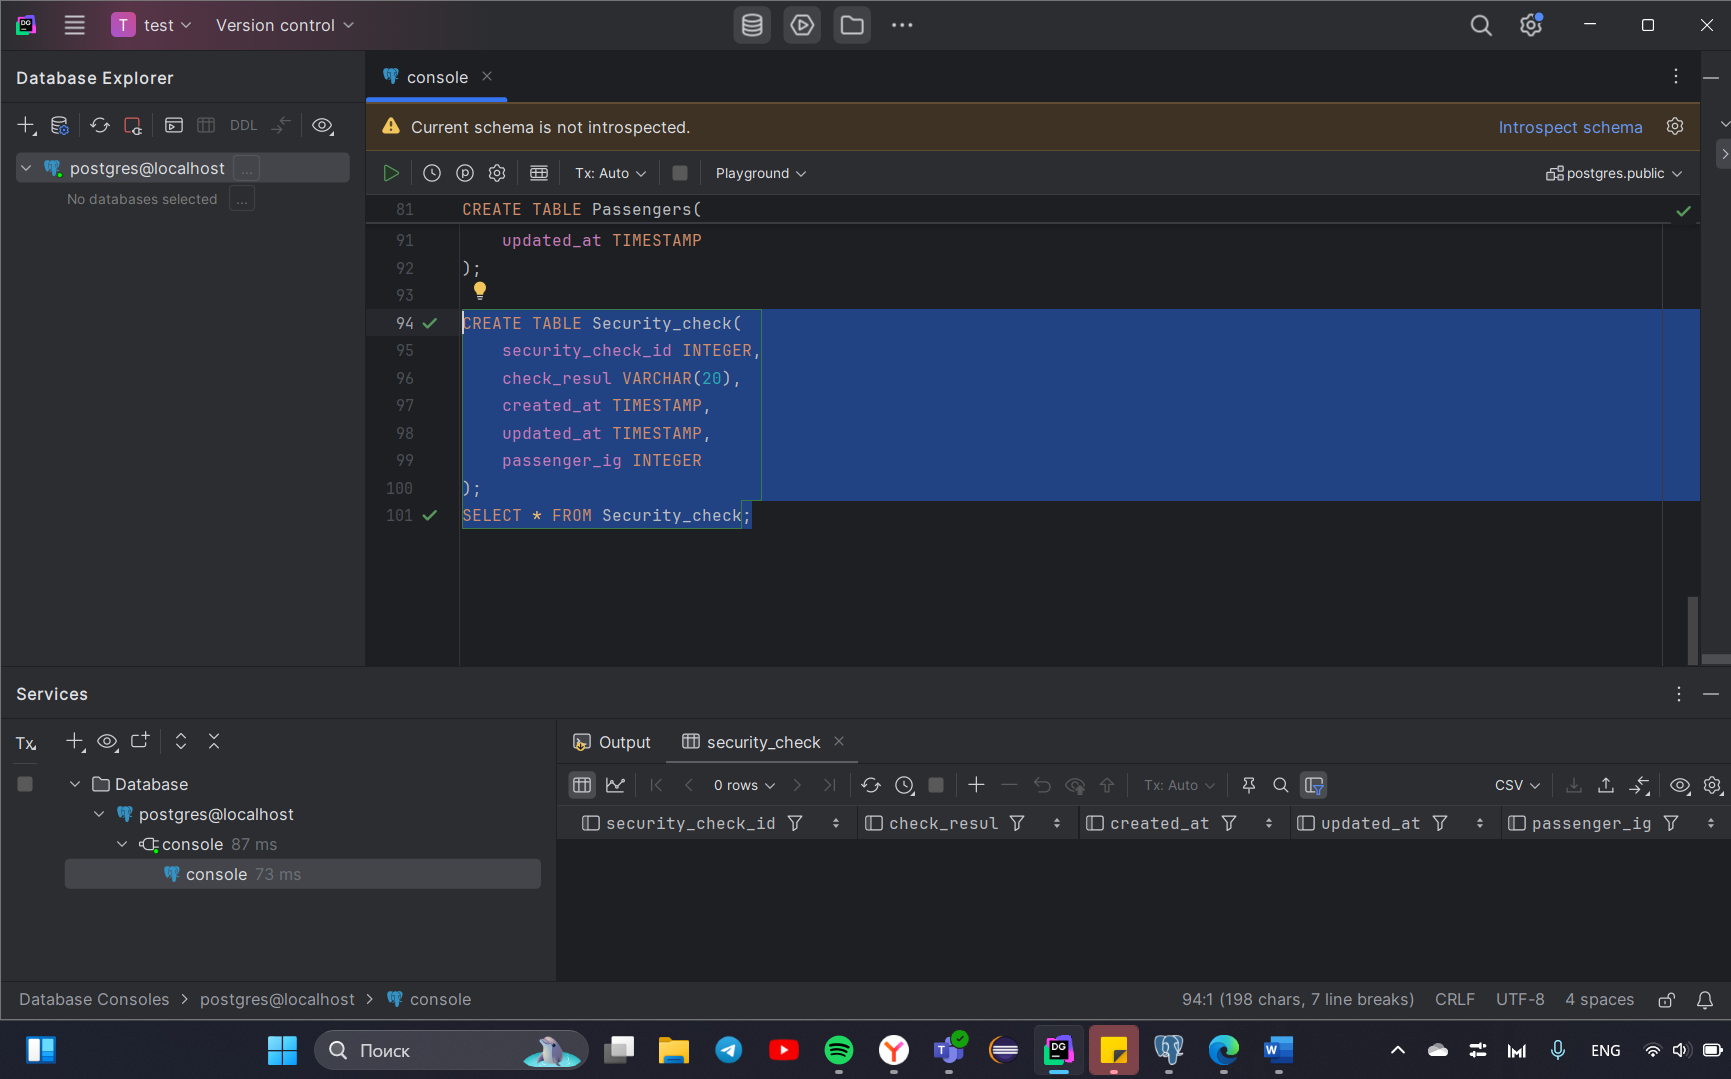 T test Version control
Database Explorer
console
Current schema is not introspected. Introspect schema
DDL
Tx: Auto Playground postgres.public
postgres@localhost ...
No databases selected ...
81 CREATE TABLE Passengers(
91 updated_at TIMESTAMP
92 );
93
94 CREATE TABLE Security_check(
95 security_check_id INTEGER,
96 check_resul VARCHAR(20),
97 created_at TIMESTAMP,
98 updated_at TIMESTAMP,
99 passenger_ig INTEGER
100 );
101 SELECT * FROM Security_check;
Services
Tx
Output security_check
Database
postgres@localhost
console 87 ms
console 73 ms
0 rows Tx: Auto CSV
security_check_id check_resul created_at updated_at passenger_ig
Database Consoles > postgres@localhost > console 94:1 (198 chars, 7 line breaks) CRLF UTF-8 4 spaces
Поиск ENG